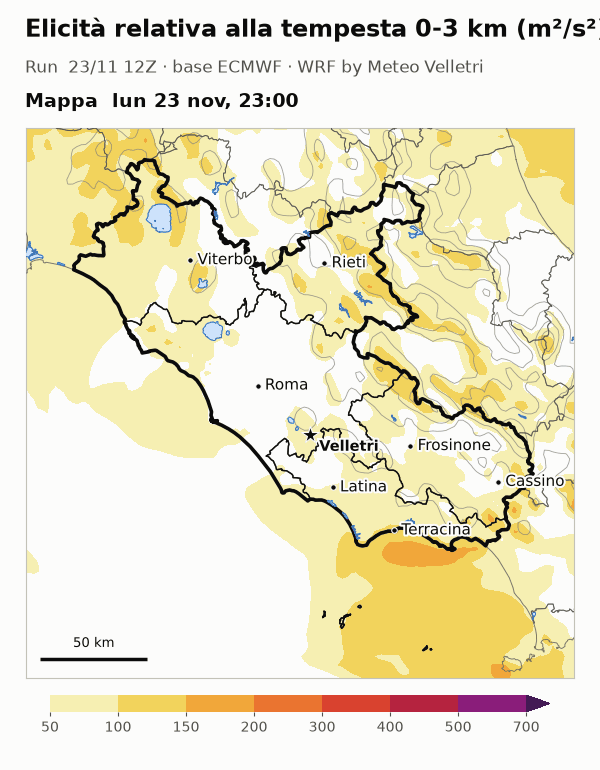 Elicità relativa alla tempesta 0-3 km (m²/s²)
Run 23/11 12Z · base ECMWF · WRF by Meteo Velletri
Mappa lun 23 nov, 23:00
Viterbo
Rieti
Roma
Velletri
Frosinone
Cassino
Latina
Terracina
50 km
50 100 150 200 300 400 500 700